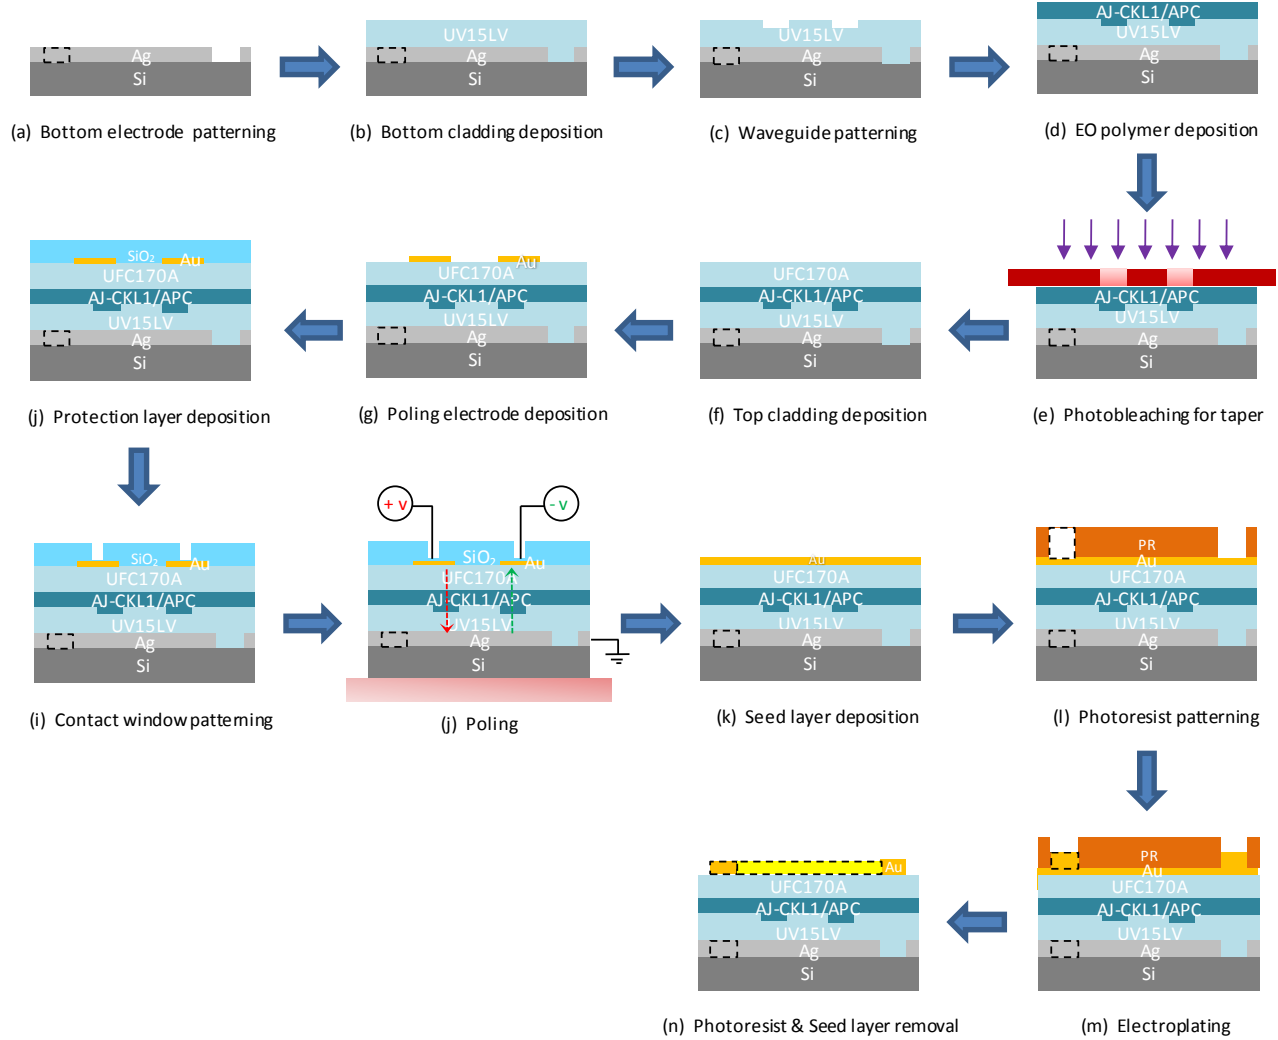 Ag
Si
(a) Bottom electrode patterning
UV15LV
Ag
Si
(b) Bottom cladding deposition
UV15LV
Ag
Si
(c) Waveguide patterning
AJ-CKL1/APC
UV15LV
Ag
Si
(d) EO polymer deposition
SiO2
Au
UFC170A
AJ-CKL1/APC
UV15LV
Ag
Si
(j) Protection layer deposition
Au
UFC170A
AJ-CKL1/APC
UV15LV
Ag
Si
(g) Poling electrode deposition
UFC170A
AJ-CKL1/APC
UV15LV
Ag
Si
(f) Top cladding deposition
AJ-CKL1/APC
UV15LV
Ag
Si
(e) Photobleaching for taper
SiO2
Au
UFC170A
AJ-CKL1/APC
UV15LV
Ag
Si
(i) Contact window patterning
+ v
- v
SiO2
Au
UFC170A
AJ-CKL1/APC
UV15LV
Ag
Si
(j) Poling
Au
UFC170A
AJ-CKL1/APC
UV15LV
Ag
Si
(k) Seed layer deposition
PR
Au
UFC170A
AJ-CKL1/APC
UV15LV
Ag
Si
(l) Photoresist patterning
Au
UFC170A
AJ-CKL1/APC
UV15LV
Ag
Si
(n) Photoresist & Seed layer removal
PR
Au
UFC170A
AJ-CKL1/APC
UV15LV
Ag
Si
(m) Electroplating